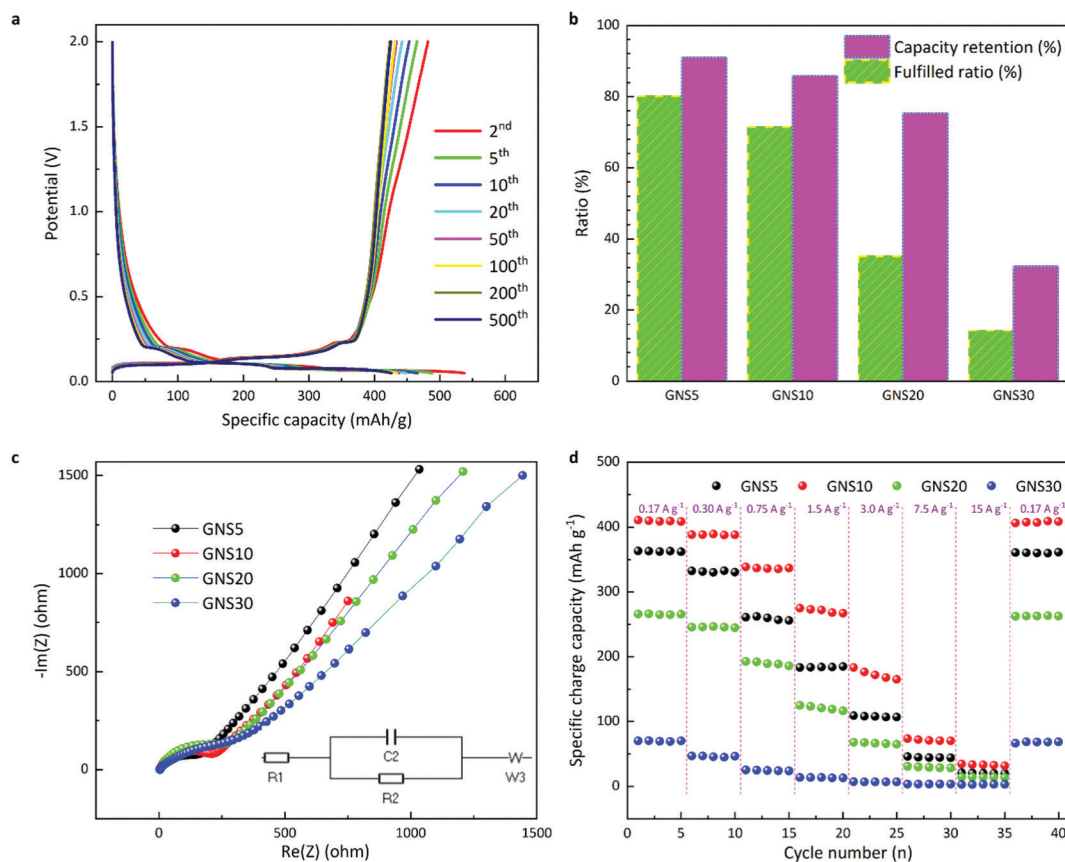 a
2.0
1.5
1.0
0.5
0.0
Potential (V)
2nd
5th
10th
20th
50th
100th
200th
500th
0 100 200 300 400 500 600
Specific capacity (mAh/g)
b
100
80
60
40
20
0
Ratio (%)
Capacity retention (%)
Fulfilled ratio (%)
GNS5 GNS10 GNS20 GNS30
c
1500
1000
500
0
-Im(Z) (ohm)
GNS5
GNS10
GNS20
GNS30
R1
C2
R2
W
W3
0 500 1000 1500
Re(Z) (ohm)
d
500
400
300
200
100
0
Specific charge capacity (mAh g-1)
GNS5 GNS10 GNS20 GNS30
0.17 A g-1 0.30 A g-1 0.75 A g-1 1.5 A g-1 3.0 A g-1 7.5 A g-1 15 A g-1 0.17 A g-1
0 5 10 15 20 25 30 35 40
Cycle number (n)